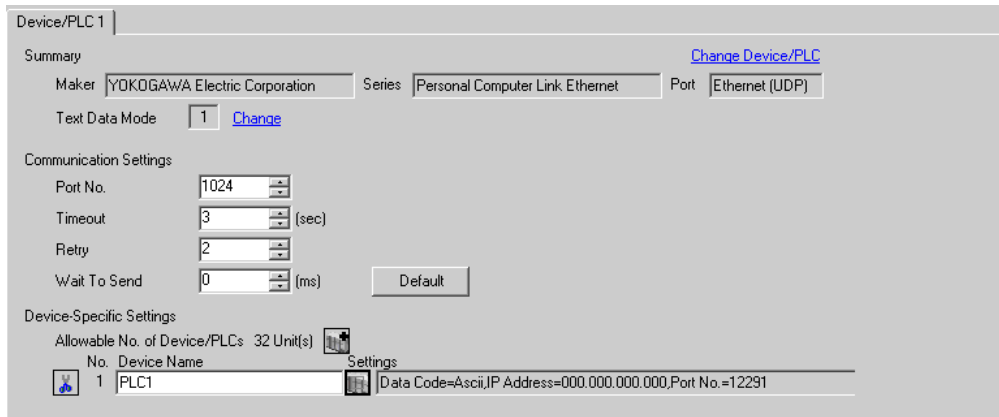 Device/PLC 1
Summary
Change Device/PLC
Maker YOKOGAWA Electric Corporation Series Personal Computer Link Ethernet Port Ethernet (UDP)
Text Data Mode 1 Change
Communication Settings
Port No. 1024
Timeout 3 (sec)
Retry 2
Wait To Send 0 (ms) Default
Device-Specific Settings
Allowable No. of Device/PLCs 32 Unit(s)
No. Device Name Settings
1 PLC1 Data Code=Ascii,IP Address=000.000.000.000,Port No.=12291